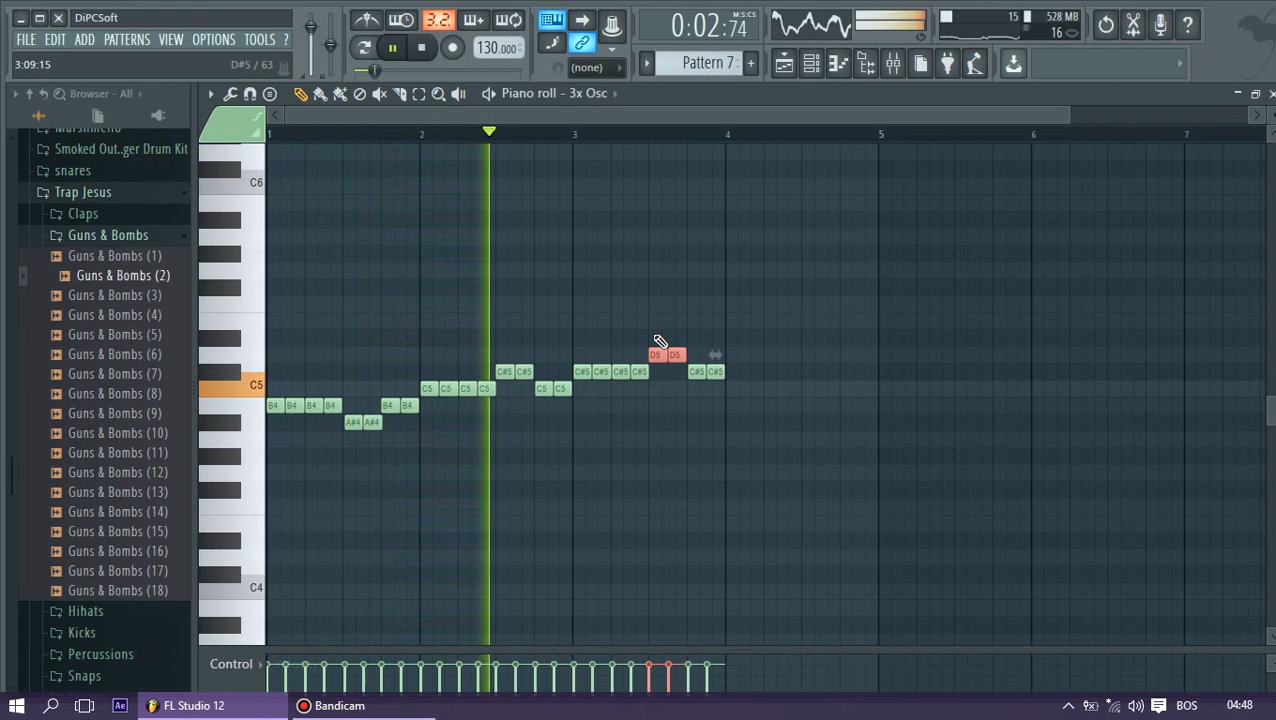 DiPCSoft
FILE EDIT ADD PATTERNS VIEW OPTIONS TOOLS ?
3:09:15
D#5 / 63
3.2.
130.000
(none)
0:02:74
M:S:CS
Pattern 7
15
528 MB
16
Browser - All
Piano roll - 3x Osc
1 2 3 4 5 6 7
Smoked Out..ger Drum Kit
snares
Trap Jesus
Claps
Guns & Bombs
Guns & Bombs (1)
Guns & Bombs (2)
Guns & Bombs (3)
Guns & Bombs (4)
Guns & Bombs (5)
Guns & Bombs (6)
Guns & Bombs (7)
Guns & Bombs (8)
Guns & Bombs (9)
Guns & Bombs (10)
Guns & Bombs (11)
Guns & Bombs (12)
Guns & Bombs (13)
Guns & Bombs (14)
Guns & Bombs (15)
Guns & Bombs (16)
Guns & Bombs (17)
Guns & Bombs (18)
Hihats
Kicks
Percussions
Snaps
C6
D5 D5
C#5 C#5 C#5 C#5 C#5 C#5 C#5 C#5
C5
C5 C5 C5 C5 C5 C5
B4 B4 B4 B4 B4 B4
A#4 A#4
C4
Control
Ae
FL Studio 12
Bandicam
BOS
04:48